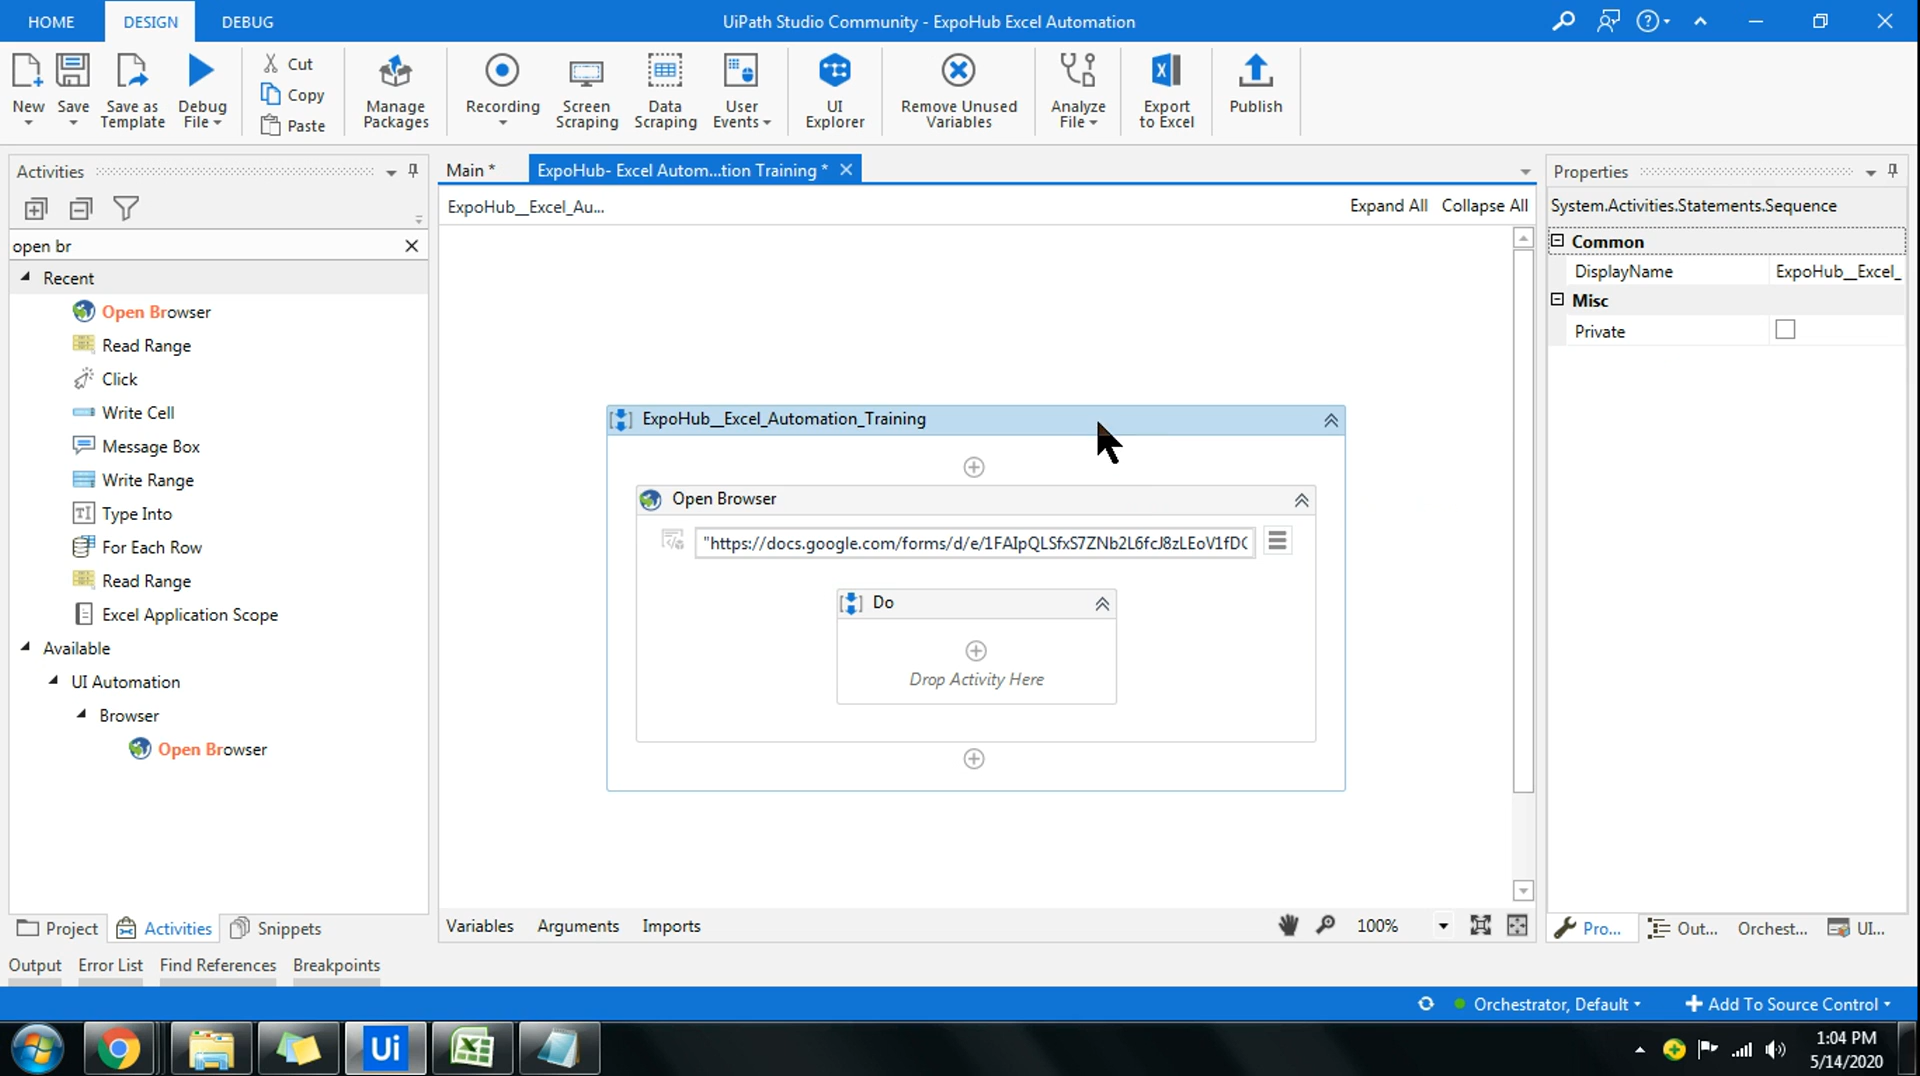 HOME DESIGN DEBUG UiPath Studio Community - ExpoHub Excel Automation
New Save Save as Template Debug File Cut Copy Paste Manage Packages Recording Screen Scraping Data Scraping User Events UI Explorer Remove Unused Variables Analyze File Export to Excel Publish
Activities
open br
Recent
Open Browser
Read Range
Click
Write Cell
Message Box
Write Range
Type Into
For Each Row
Read Range
Excel Application Scope
Available
UI Automation
Browser
Open Browser
Project Activities Snippets
Main * ExpoHub- Excel Autom...tion Training *
ExpoHub__Excel_Au... Expand All Collapse All
ExpoHub__Excel_Automation_Training
Open Browser
"https://docs.google.com/forms/d/e/1FAIpQLSfxS7ZNb2L6fcJ8zLEoV1fD
Do
Drop Activity Here
Variables Arguments Imports 100%
Properties
System.Activities.Statements.Sequence
Common
DisplayName ExpoHub__Excel_
Misc
Private
Pro... Out... Orchest... UI...
Output Error List Find References Breakpoints
Orchestrator, Default Add To Source Control
Ui
1:04 PM
5/14/2020